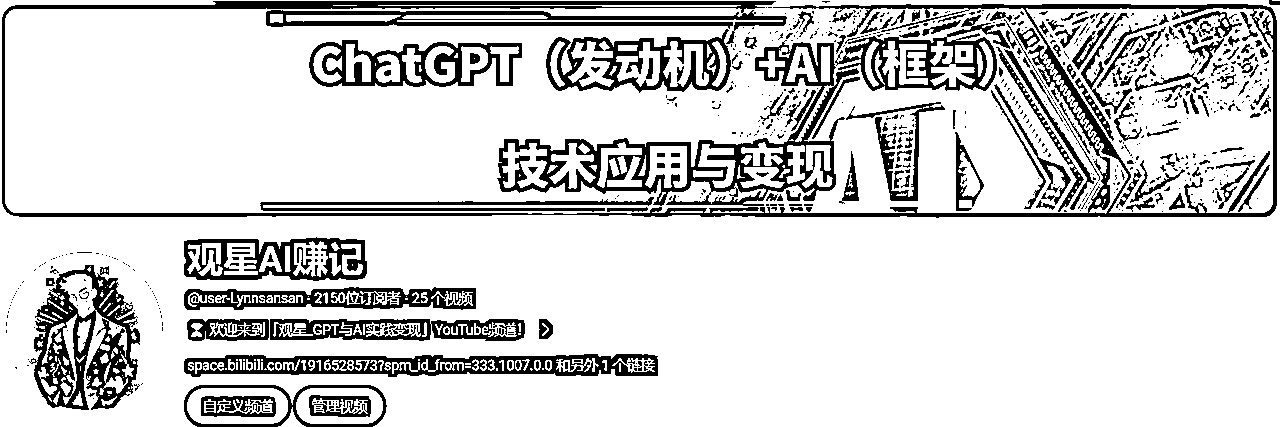 ChatGPT（发动机）+AI（框架）
技术应用与变现
AI
观星AI赚记
@user-Lynnsansan · 2150位订阅者 · 25 个视频
欢迎来到「观星_GPT与AI实践变现」YouTube频道！
space.bilibili.com/1916528573?spm_id_from=333.1007.0.0 和另外 1 个链接
自定义频道 管理视频